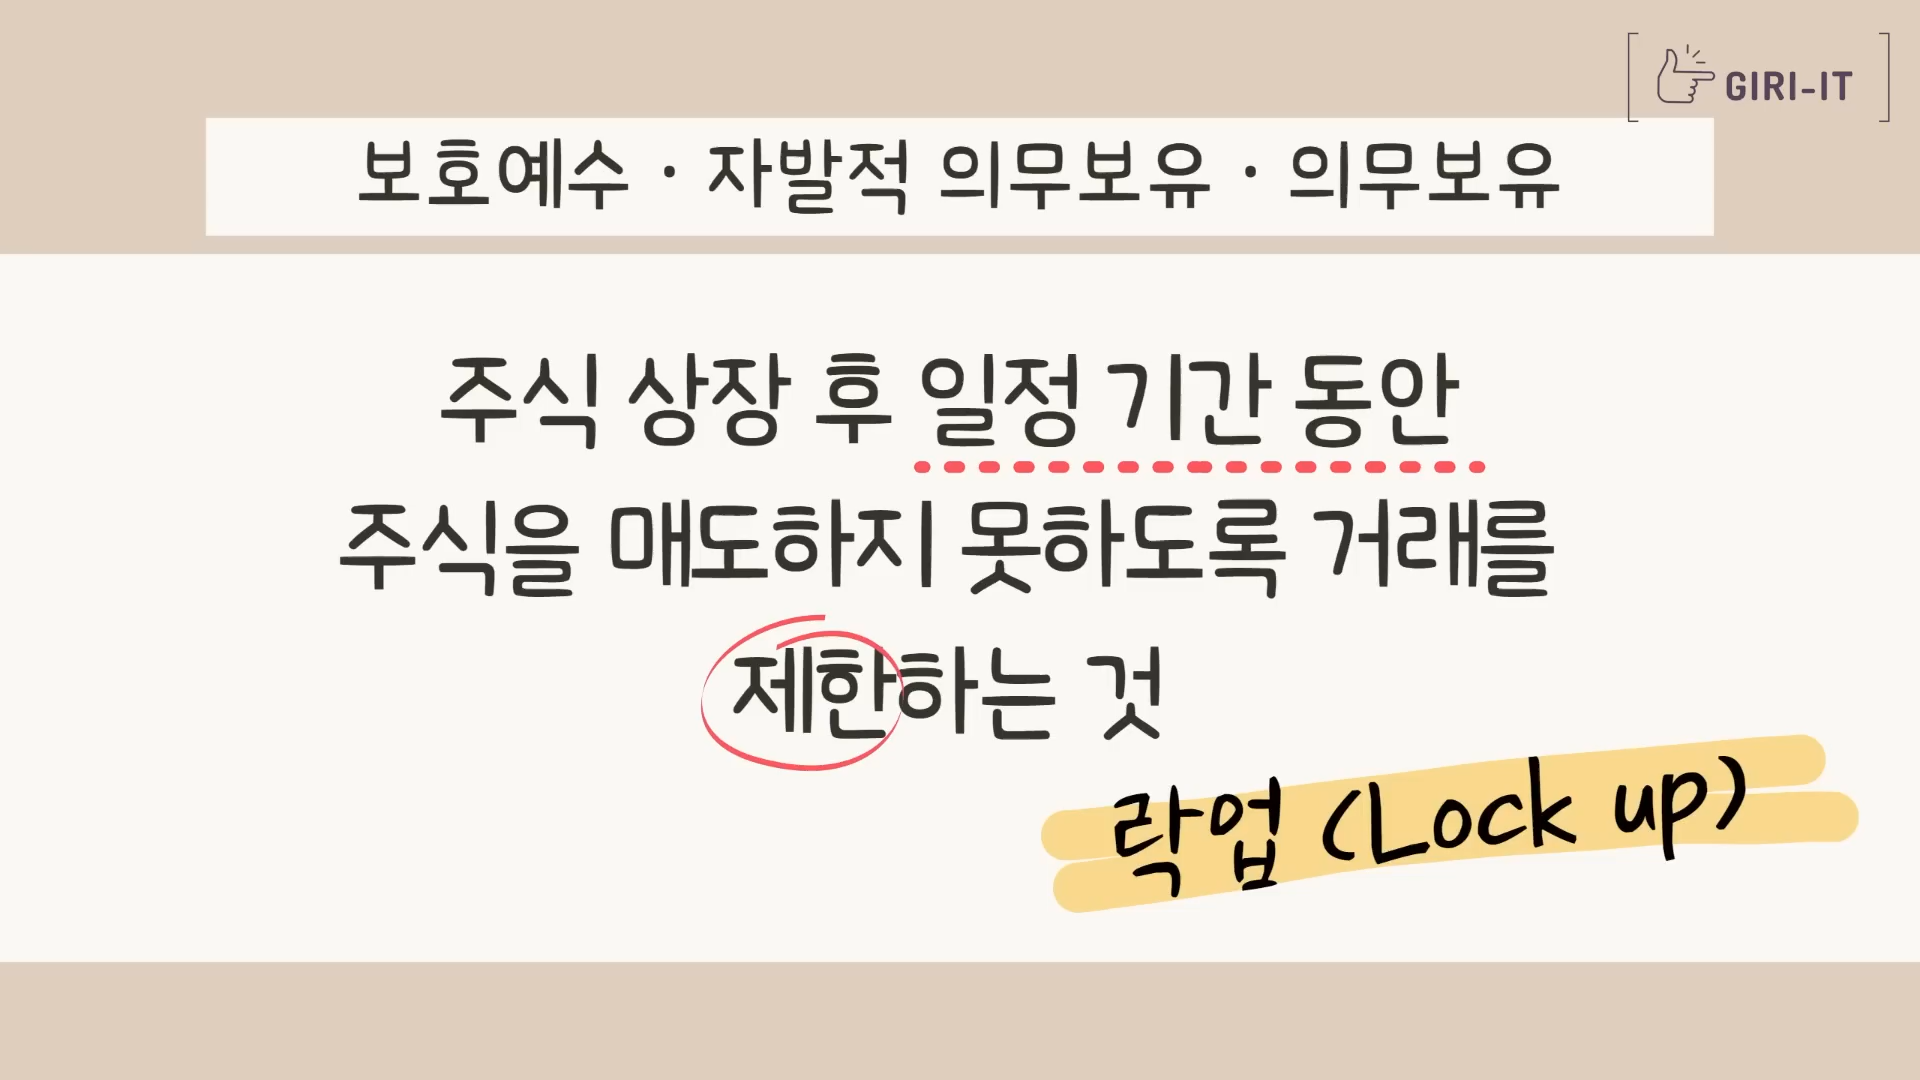 GIRI-IT
보호예수 · 자발적 의무보유 · 의무보유
주식 상장 후 일정 기간 동안
주식을 매도하지 못하도록 거래를
제한하는 것
락업 (Lock up)